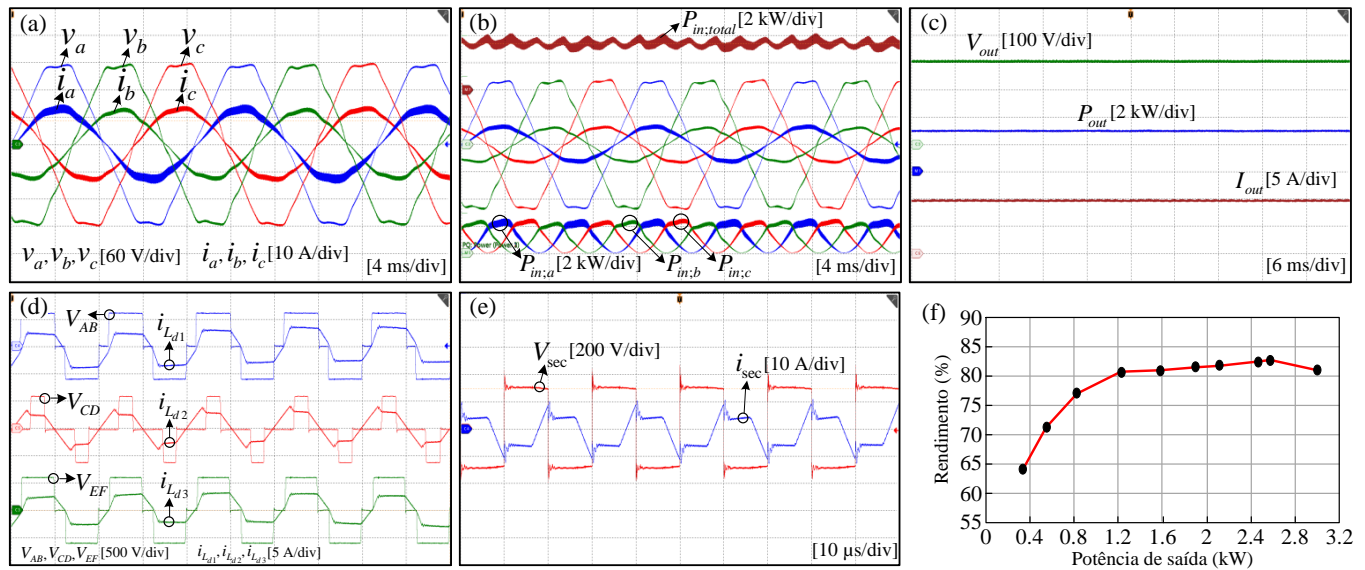 (a)
v_a v_b v_c
i_a i_b i_c
v_a, v_b, v_c [60 V/div] i_a, i_b, i_c [10 A/div]
[4 ms/div]
(b)
P_in;total [2 kW/div]
P_in;a [2 kW/div] P_in;b P_in;c
[4 ms/div]
(c)
V_out [100 V/div]
P_out [2 kW/div]
I_out [5 A/div]
[6 ms/div]
(d)
V_AB i_Ld1
V_CD i_Ld2
V_EF i_Ld3
V_AB, V_CD, V_EF [500 V/div] i_Ld1, i_Ld2, i_Ld3 [5 A/div]
(e)
V_sec [200 V/div]
i_sec [10 A/div]
[10 µs/div]
(f)
Rendimento (%)
90
85
80
75
70
65
60
55
0 0.4 0.8 1.2 1.6 2.0 2.4 2.8 3.2
Potência de saída (kW)